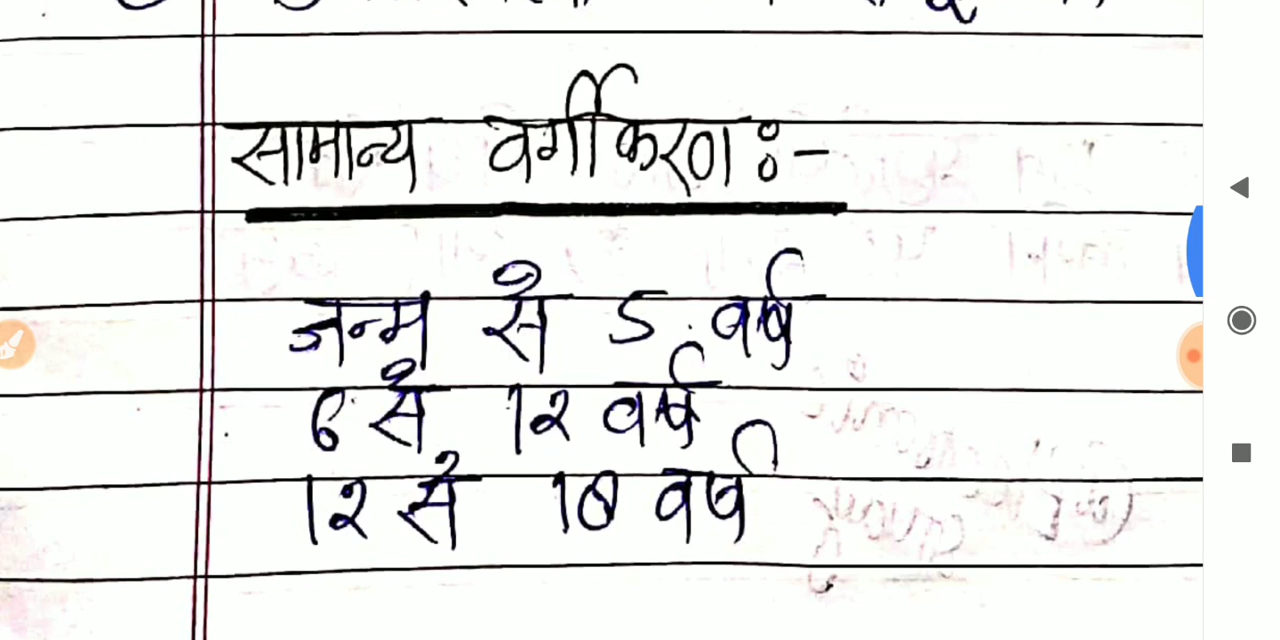 सामान्य वर्गीकरण :-
जन्म से 5 वर्ष
6 से 12 वर्ष
12 से 18 वर्ष